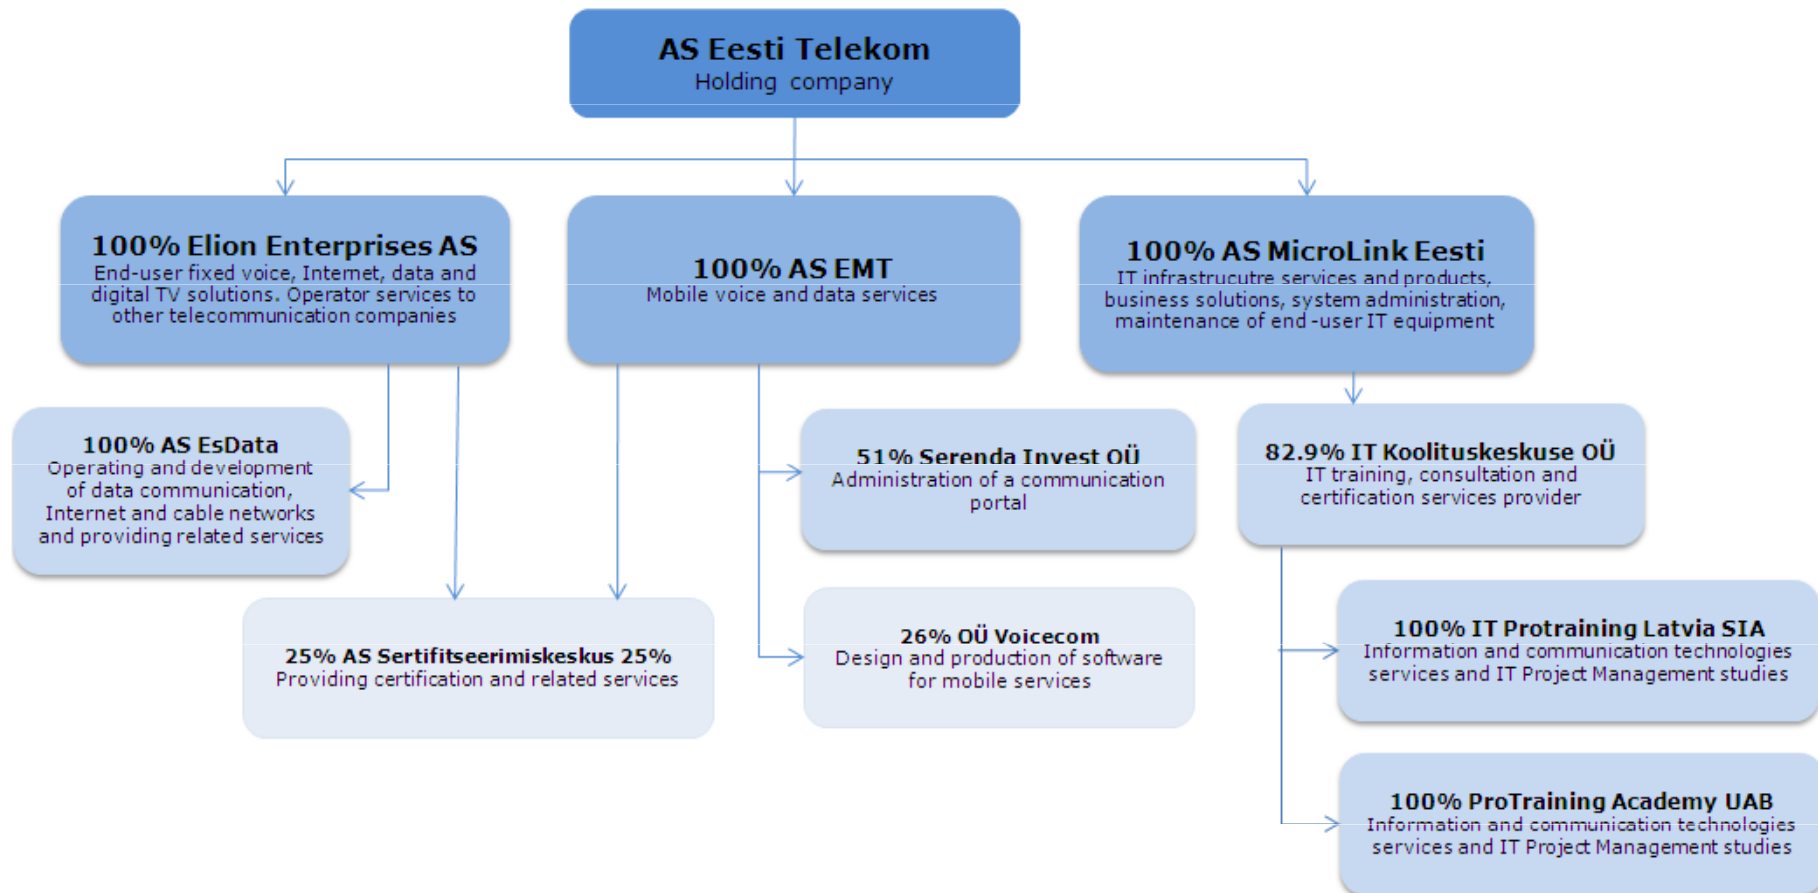 AS Eesti Telekom
Holding company
100% Elion Enterprises AS
End-user fixed voice, Internet, data and
digital TV solutions. Operator services to
other telecommunication companies
100% AS EMT
Mobile voice and data services
100% AS MicroLink Eesti
IT infrastrucutre services and products,
business solutions, system administration,
maintenance of end -user IT equipment
100% AS EsData
Operating and development
of data communication,
Internet and cable networks
and providing related services
51% Serenda Invest OÜ
Administration of a communication
portal
82.9% IT Koolituskeskuse OÜ
IT training, consultation and
certification services provider
25% AS Sertifitseerimiskeskus 25%
Providing certification and related services
26% OÜ Voicecom
Design and production of software
for mobile services
100% IT Protraining Latvia SIA
Information and communication technologies
services and IT Project Management studies
100% ProTraining Academy UAB
Information and communication technologies
services and IT Project Management studies